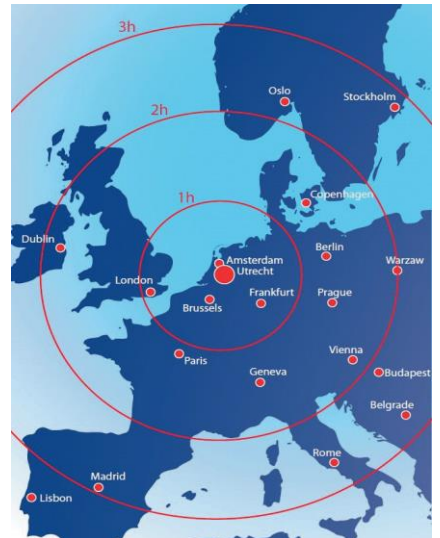 3h
Oslo
Stockholm
2h
1h
Copenhagen
Dublin
Amsterdam
Berlin
Utrecht
Warzaw
London
Brussels
Frankfurt
Prague
Paris
Vienna
Geneva
Budapest
Belgrade
Rome
Madrid
Lisbon